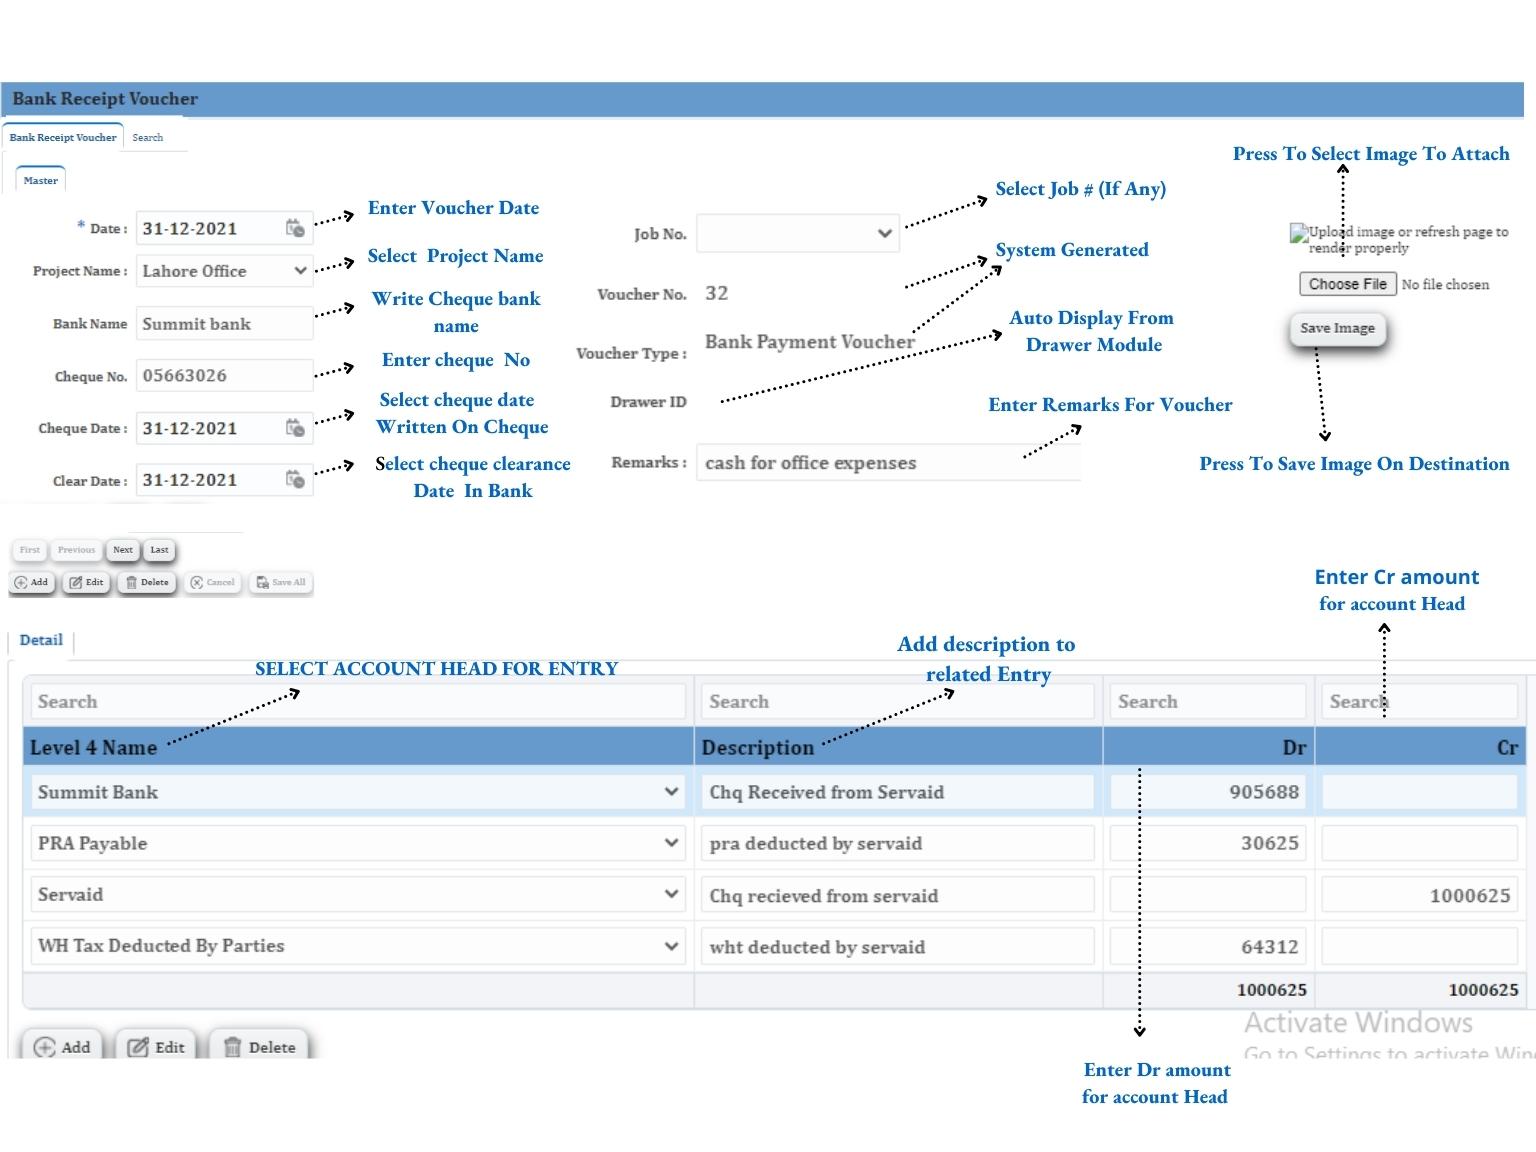 Bank Receipt Voucher
Bank Receipt Voucher Search
Master
* Date : 31-12-2021
Enter Voucher Date
Project Name : Lahore Office
Select Project Name
Bank Name Summit bank
Write Cheque bank
name
Cheque No. 05663026
Enter cheque No
Cheque Date : 31-12-2021
Select cheque date
Written On Cheque
Clear Date : 31-12-2021
Select cheque clearance
Date In Bank
Job No.
Select Job # (If Any)
Voucher No. 32
System Generated
Voucher Type : Bank Payment Voucher
Drawer ID
Auto Display From
Drawer Module
Remarks : cash for office expenses
Enter Remarks For Voucher
Press To Select Image To Attach
Upload image or refresh page to
render properly
Choose File No file chosen
Save Image
Press To Save Image On Destination
First Previous Next Last
Add Edit Delete Cancel Save All
Enter Cr amount
for account Head
Detail
SELECT ACCOUNT HEAD FOR ENTRY
Add description to
related Entry
Search Search Search Search
Level 4 Name Description Dr Cr
Summit Bank Chq Received from Servaid 905688
PRA Payable pra deducted by servaid 30625
Servaid Chq recieved from servaid 1000625
WH Tax Deducted By Parties wht deducted by servaid 64312
1000625 1000625
Add Edit Delete
Activate Windows
Go to Settings to activate Win
Enter Dr amount
for account Head